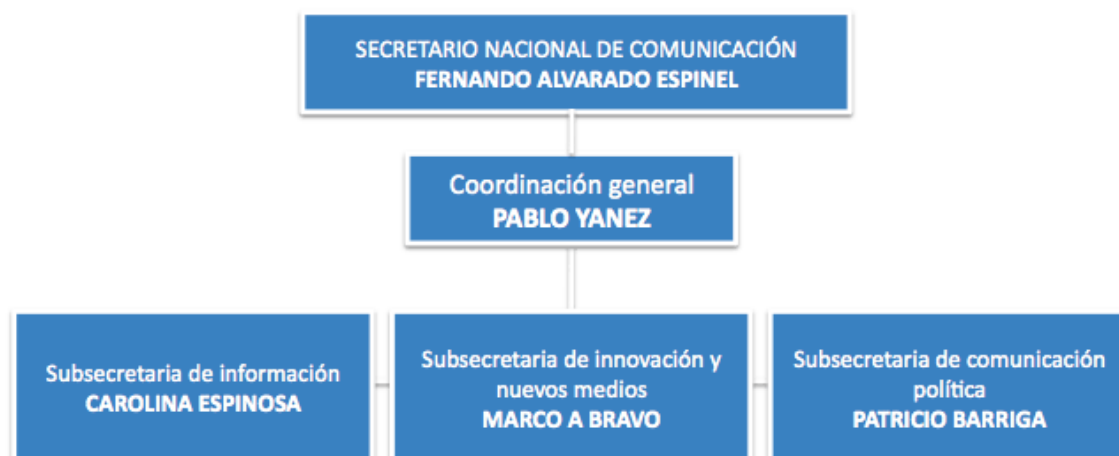 SECRETARIO NACIONAL DE COMUNICACIÓN
FERNANDO ALVARADO ESPINEL
Coordinación general
PABLO YANEZ
Subsecretaria de información
CAROLINA ESPINOSA
Subsecretaria de innovación y
nuevos medios
MARCO A BRAVO
Subsecretaria de comunicación
política
PATRICIO BARRIGA